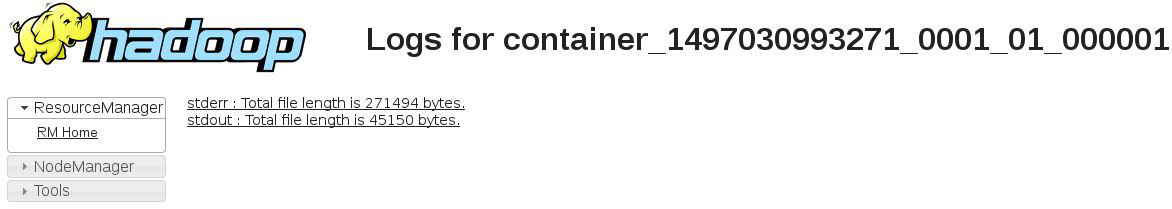 hadoop
Logs for container_1497030993271_0001_01_000001
ResourceManager
RM Home
NodeManager
Tools
stderr : Total file length is 271494 bytes.
stdout : Total file length is 45150 bytes.